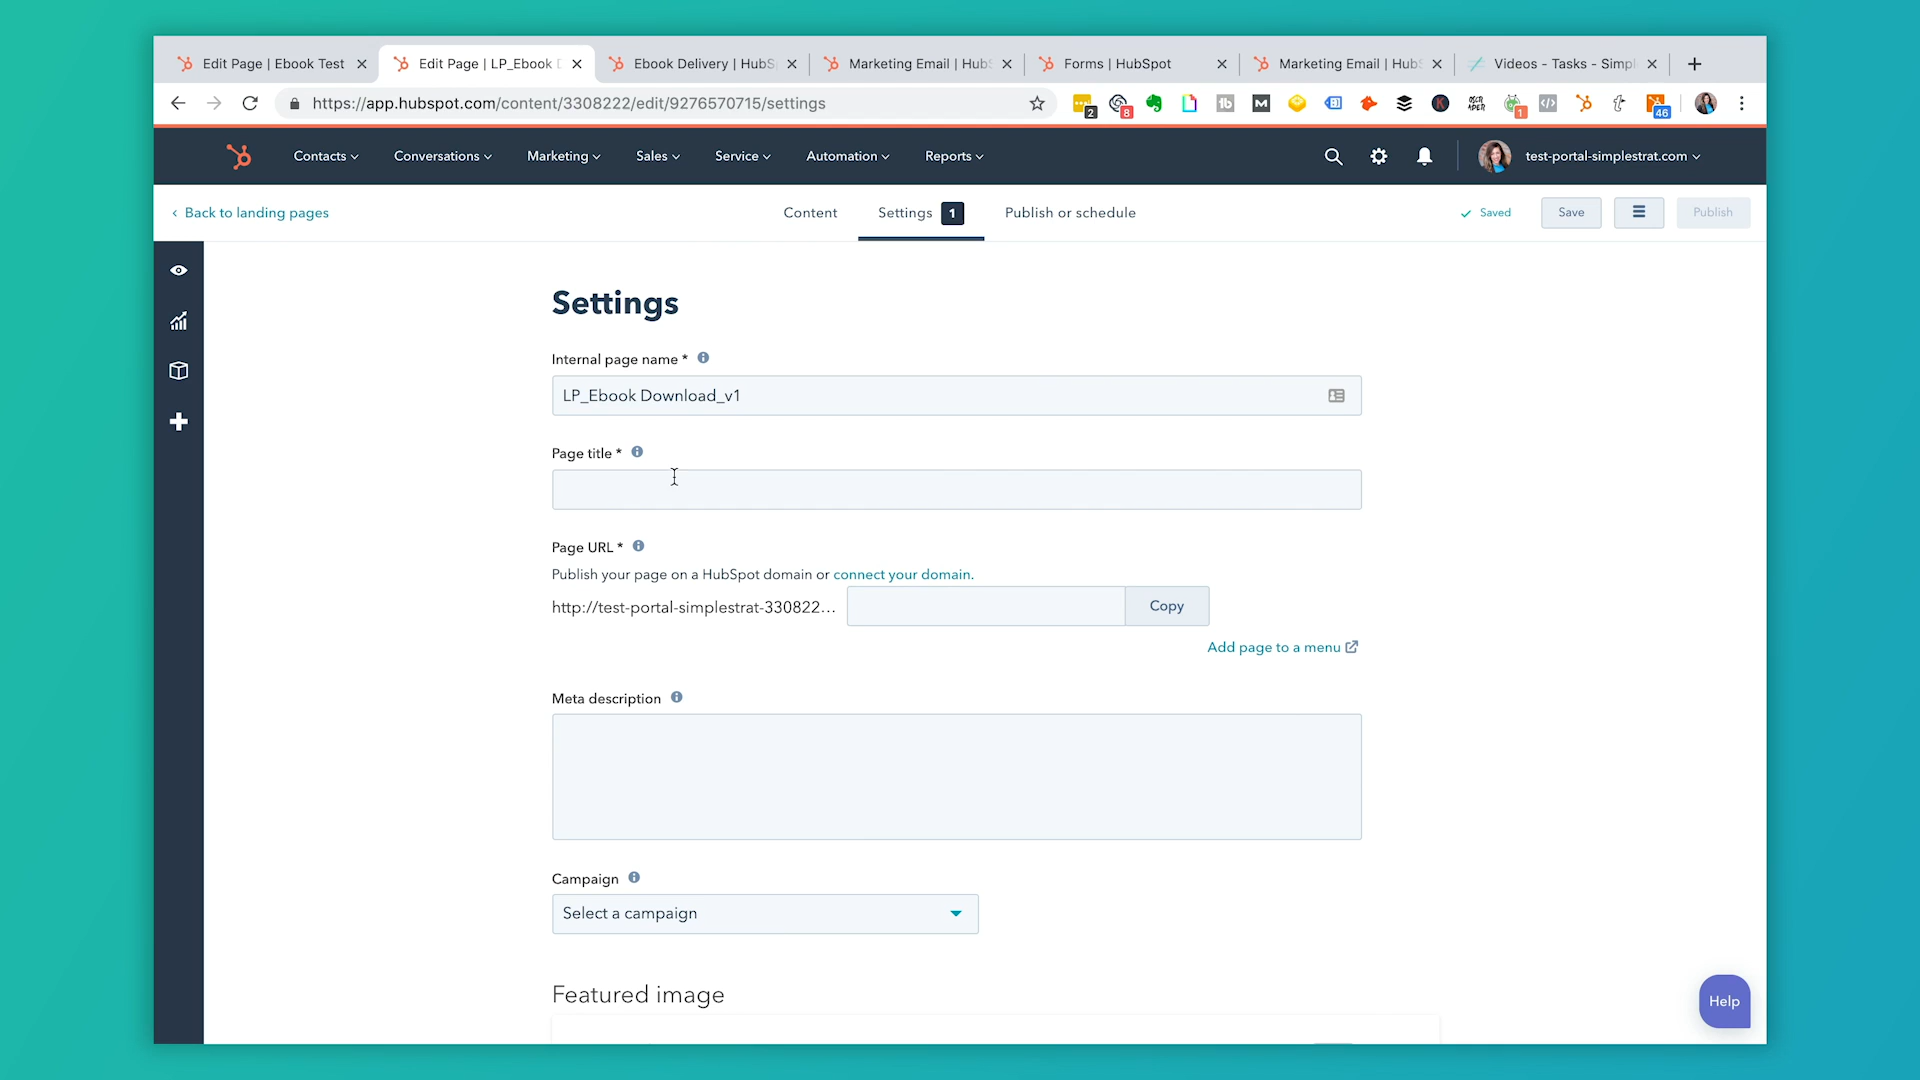 Edit Page | Ebook Test
Edit Page | LP_Ebook
Ebook Delivery | HubS
Marketing Email | Hub
Forms | HubSpot
Marketing Email | Hub
Videos - Tasks - Simpl
https://app.hubspot.com/content/3308222/edit/9276570715/settings
2
8
1
46
Contacts
Conversations
Marketing
Sales
Service
Automation
Reports
test-portal-simplestrat.com
Back to landing pages
Content
Settings 1
Publish or schedule
Saved
Save
Publish
Settings
Internal page name *
LP_Ebook Download_v1
Page title *
Page URL *
Publish your page on a HubSpot domain or connect your domain.
http://test-portal-simplestrat-330822...
Copy
Add page to a menu
Meta description
Campaign
Select a campaign
Featured image
Help